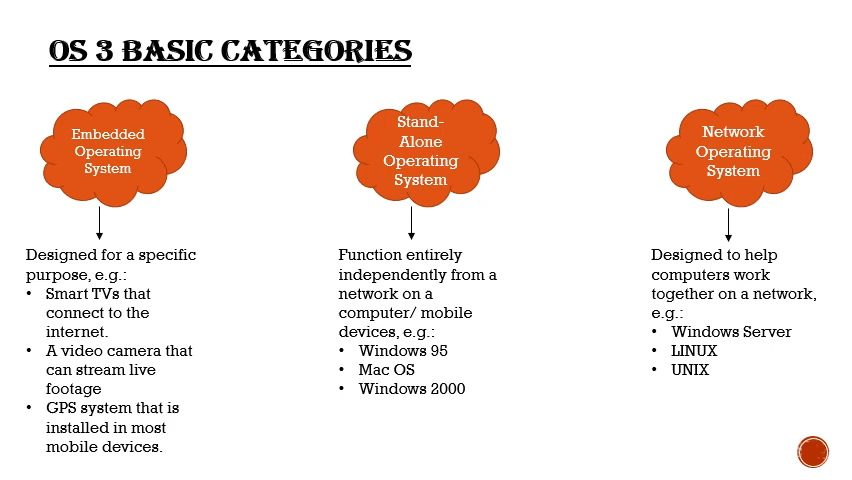 OS 3 BASIC CATEGORIES
Embedded
Operating
System
Designed for a specific
purpose, e.g.:
• Smart TVs that
connect to the
internet.
• A video camera that
can stream live
footage
• GPS system that is
installed in most
mobile devices.
Stand-
Alone
Operating
System
Function entirely
independently from a
network on a
computer/ mobile
devices, e.g.:
• Windows 95
• Mac OS
• Windows 2000
Network
Operating
System
Designed to help
computers work
together on a network,
e.g.:
• Windows Server
• LINUX
• UNIX